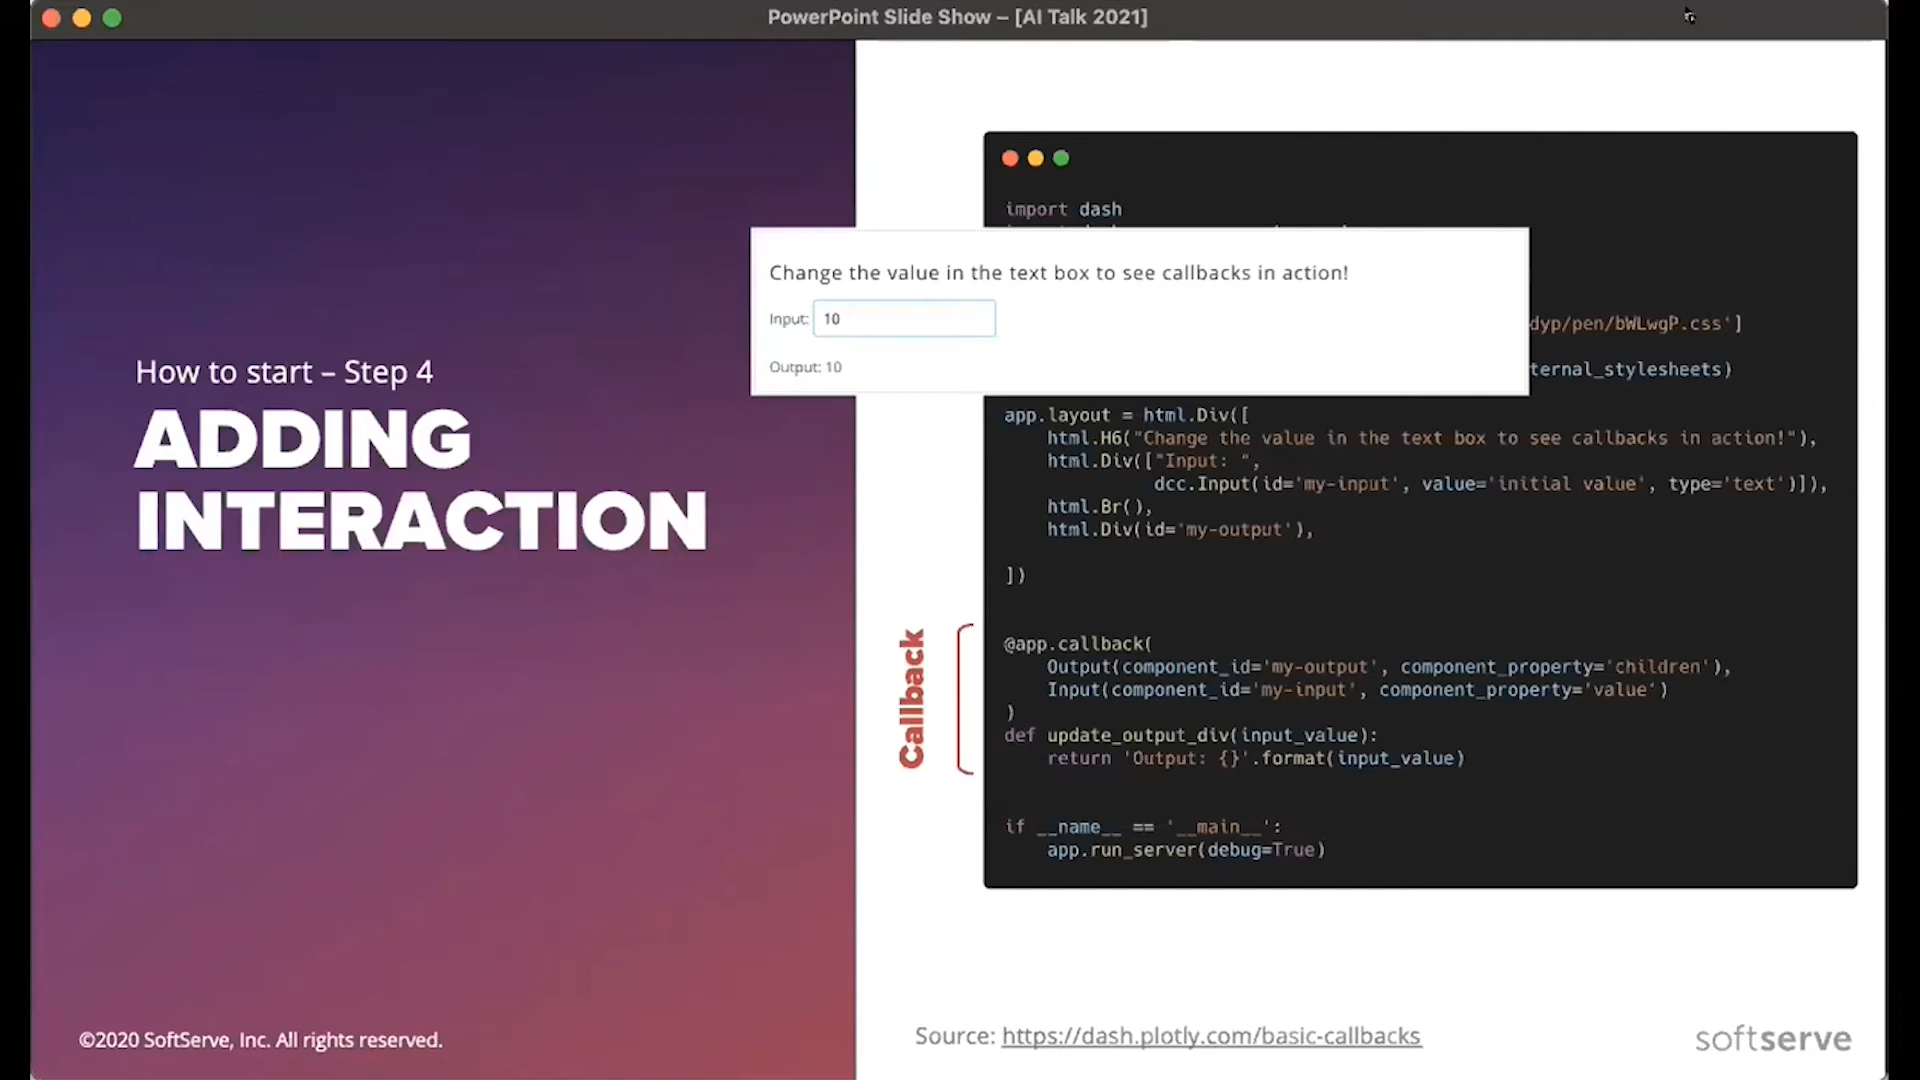 PowerPoint Slide Show – [AI Talk 2021]
How to start – Step 4
ADDING
INTERACTION
©2020 SoftServe, Inc. All rights reserved.
import dash
Change the value in the text box to see callbacks in action!
Input: 10
Output: 10
dyp/pen/bWLwgP.css']
ternal_stylesheets)
app.layout = html.Div([
html.H6("Change the value in the text box to see callbacks in action!"),
html.Div(["Input: ",
dcc.Input(id='my-input', value='initial value', type='text')]),
html.Br(),
html.Div(id='my-output'),
])
Callback
@app.callback(
Output(component_id='my-output', component_property='children'),
Input(component_id='my-input', component_property='value')
)
def update_output_div(input_value):
return 'Output: {}'.format(input_value)
if __name__ == '__main__':
app.run_server(debug=True)
Source: https://dash.plotly.com/basic-callbacks
softserve